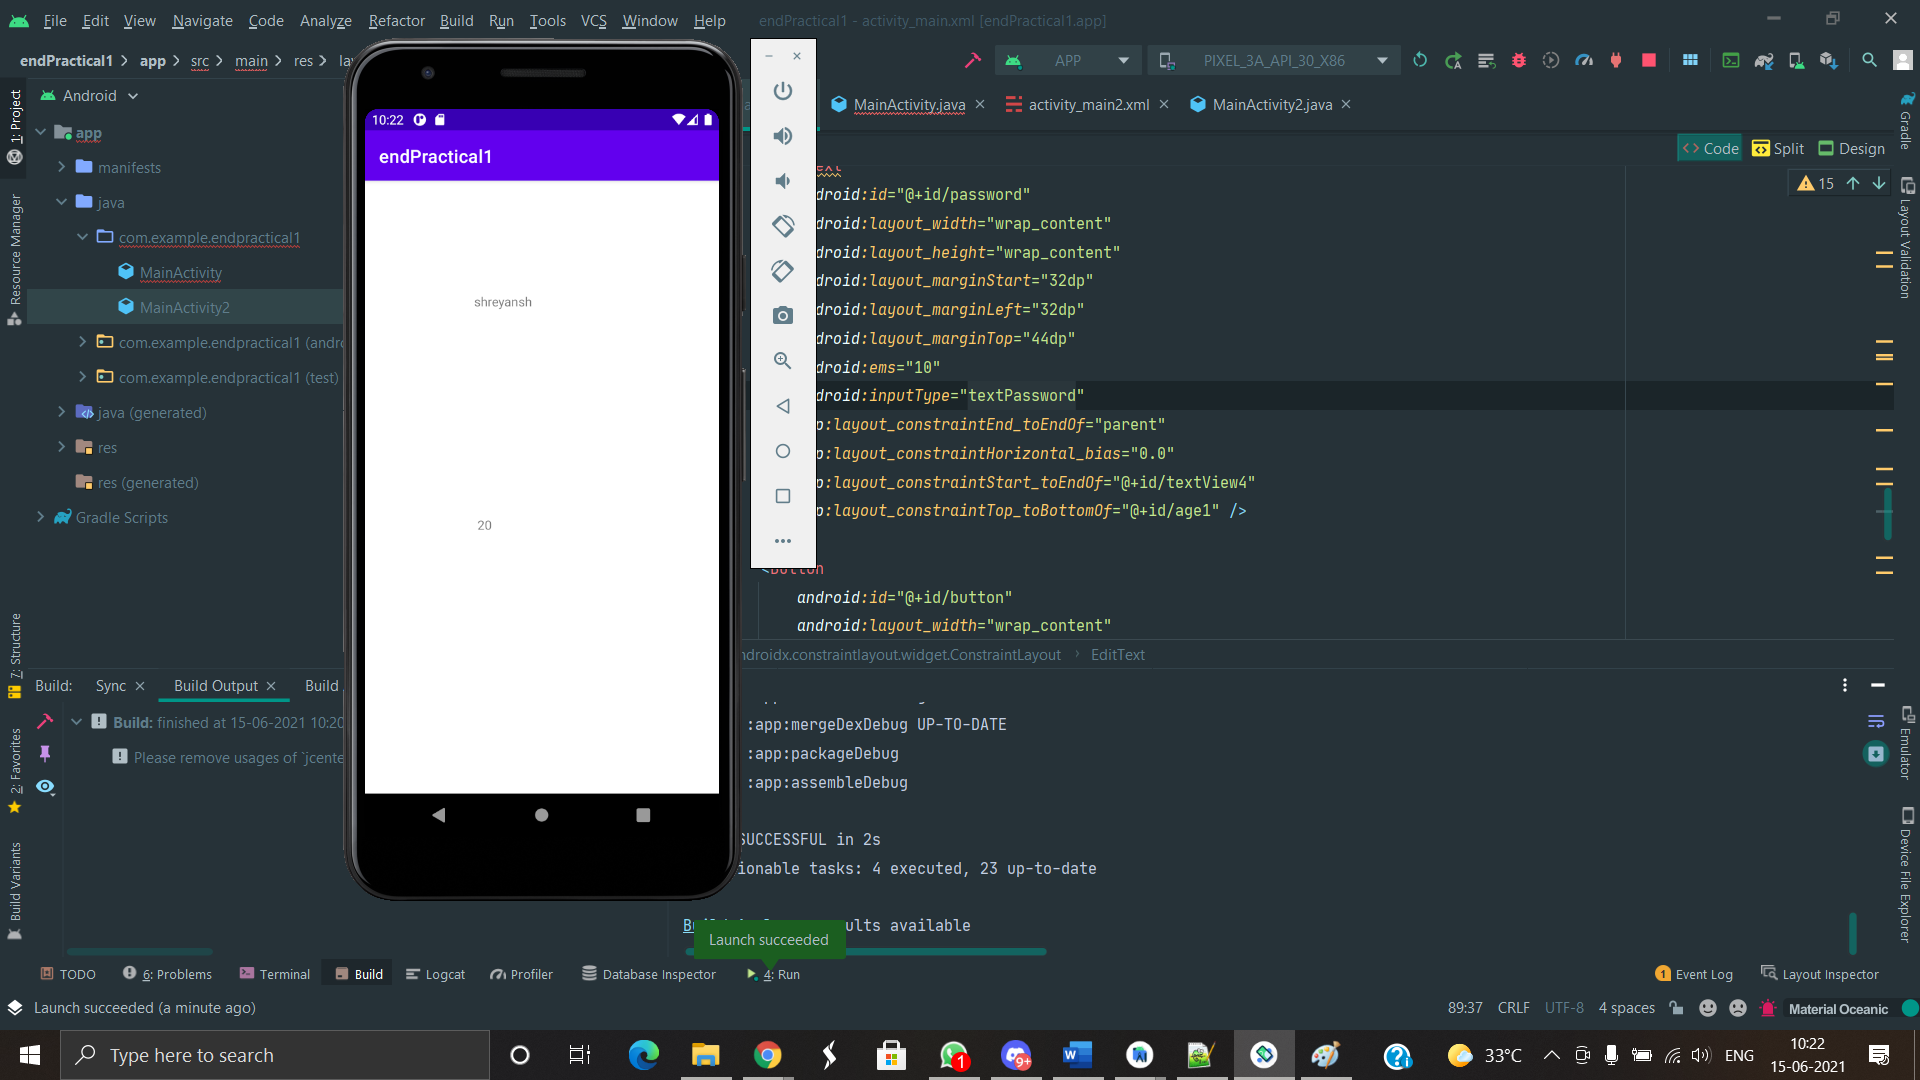 File Edit View Navigate Code Analyze Refactor Build Run Tools VCS Window Help endPractical1 - activity_main.xml [endPractical1.app]
endPractical1 app src main res
APP PIXEL_3A_API_30_X86
Android
MainActivity.java activity_main2.xml MainActivity2.java
Code Split Design
15
app
manifests
java
com.example.endpractical1
MainActivity
MainActivity2
com.example.endpractical1
com.example.endpractical1 (test)
java (generated)
res
res (generated)
Gradle Scripts
1: Project
Resource Manager
7: Structure
2: Favorites
Build Variants
10:22
endPractical1
shreyansh
20
droid:id="@+id/password"
droid:layout_width="wrap_content"
droid:layout_height="wrap_content"
droid:layout_marginStart="32dp"
droid:layout_marginLeft="32dp"
droid:layout_marginTop="44dp"
droid:ems="10"
droid:inputType="textPassword"
p:layout_constraintEnd_toEndOf="parent"
p:layout_constraintHorizontal_bias="0.0"
p:layout_constraintStart_toEndOf="@+id/textView4"
p:layout_constraintTop_toBottomOf="@+id/age1" />
<Button
android:id="@+id/button"
android:layout_width="wrap_content"
ndroidx.constraintlayout.widget.ConstraintLayout EditText
Gradle
Layout Validation
Emulator
Device File Explorer
Build: Sync Build Output Build
Build: finished at 15-06-2021 10:20
Please remove usages of `jcente
:app:mergeDexDebug UP-TO-DATE
:app:packageDebug
:app:assembleDebug
SUCCESSFUL in 2s
ionable tasks: 4 executed, 23 up-to-date
ults available
Launch succeeded
TODO 6: Problems Terminal Build Logcat Profiler Database Inspector 4: Run 1 Event Log Layout Inspector
Launch succeeded (a minute ago) 89:37 CRLF UTF-8 4 spaces Material Oceanic
Type here to search 1 9+ 33°C ENG 10:22
15-06-2021